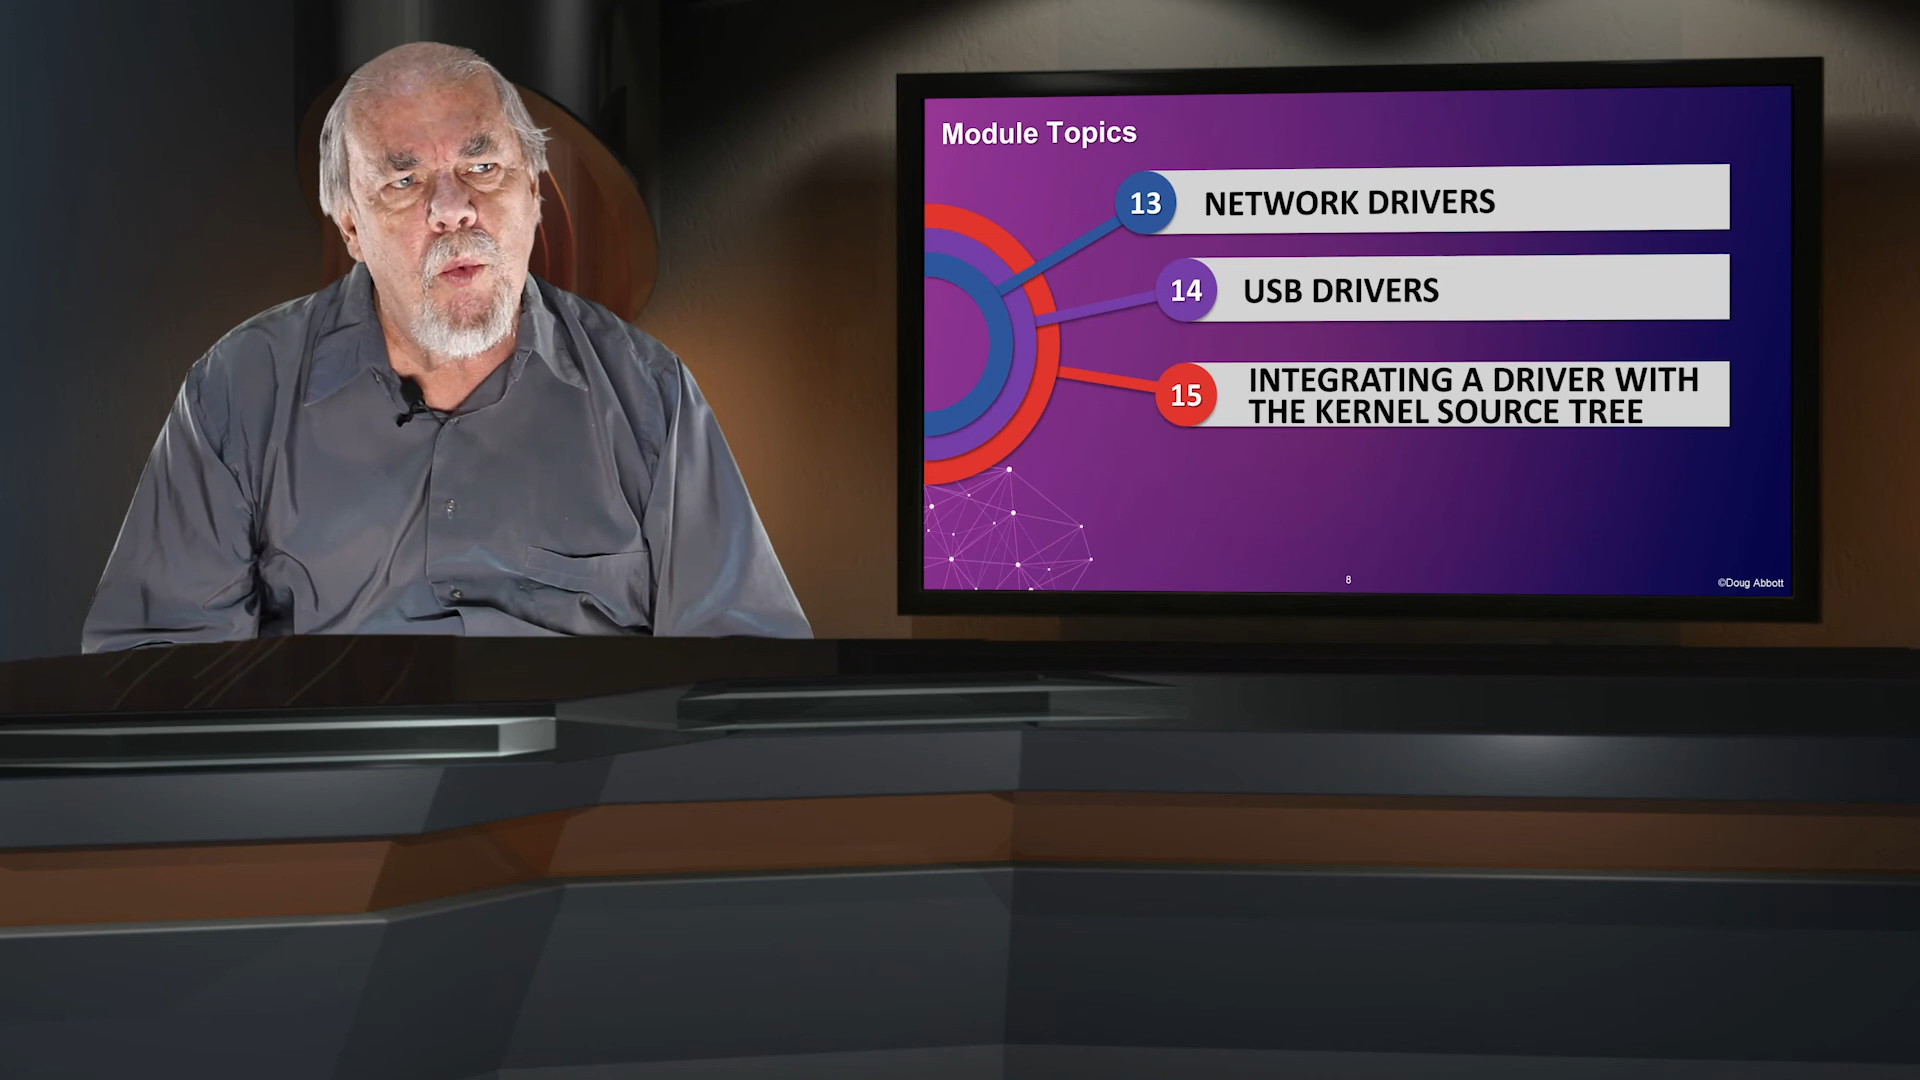 Module Topics
13 NETWORK DRIVERS
14 USB DRIVERS
15 INTEGRATING A DRIVER WITH
THE KERNEL SOURCE TREE
8
©Doug Abbott